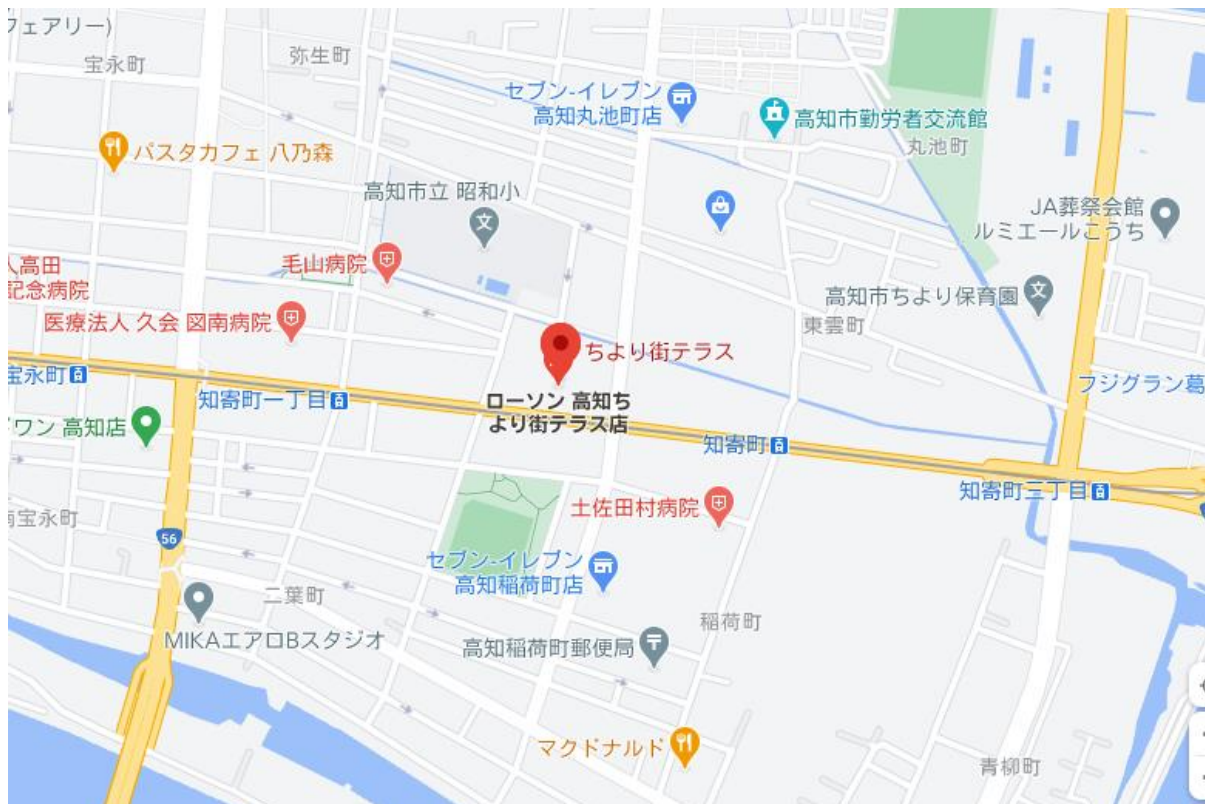 フェアリー)
宝永町
弥生町
セブン-イレブン
高知丸池町店
高知市勤労者交流館
丸池町
パスタカフェ 八乃森
高知市立 昭和小
JA葬祭会館
ルミエールこうち
毛山病院
人高田
記念病院
高知市ちより保育園
医療法人 久会 図南病院
東雲町
ちより街テラス
宝永町
フジグラン葛
知寄町一丁目
ローソン 高知ち
より街テラス店
ワン 高知店
知寄町
知寄町三丁目
土佐田村病院
南宝永町
56
セブン-イレブン
高知稲荷町店
二葉町
稲荷町
MIKAエアロBスタジオ
高知稲荷町郵便局
マクドナルド
青柳町